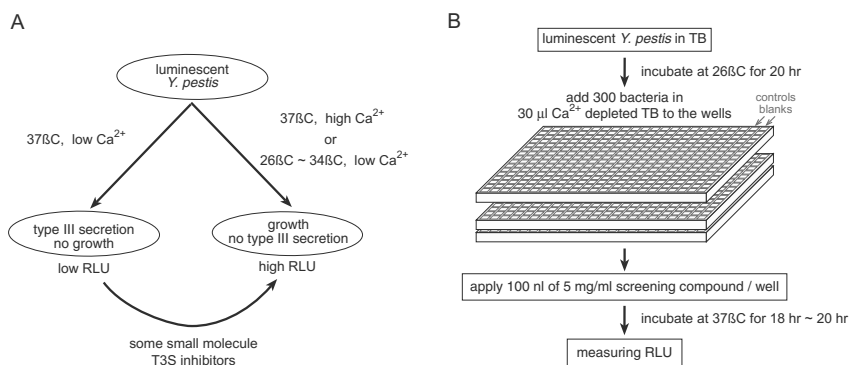 A
luminescent
Y. pestis
37ßC, low Ca2+
37ßC, high Ca2+
or
26ßC ~ 34ßC, low Ca2+
type III secretion
no growth
low RLU
growth
no type III secretion
high RLU
some small molecule
T3S inhibitors
B
luminescent Y. pestis in TB
incubate at 26ßC for 20 hr
add 300 bacteria in
30 µl Ca2+ depleted TB to the wells
controls
blanks
apply 100 nl of 5 mg/ml screening compound / well
incubate at 37ßC for 18 hr ~ 20 hr
measuring RLU